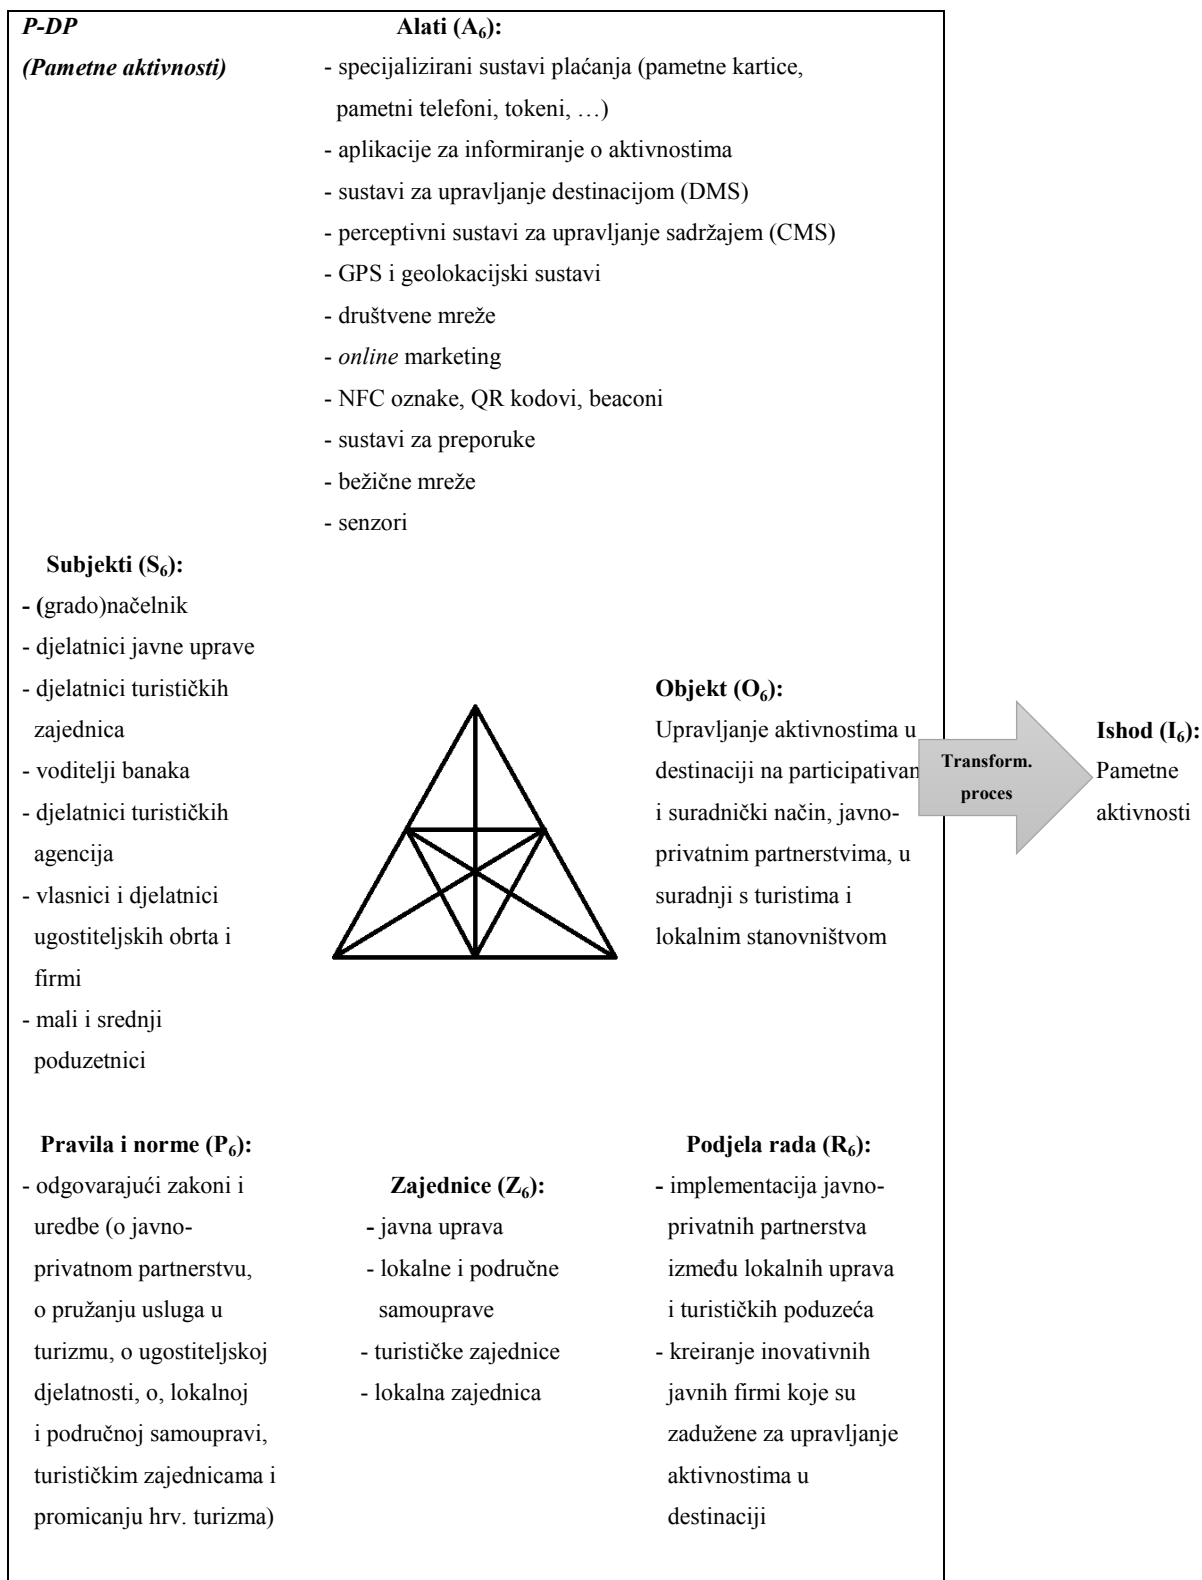 P-DP
(Pametne aktivnosti)
Alati (A₆):
- specijalizirani sustavi plaćanja (pametne kartice,
pametni telefoni, tokeni, …)
- aplikacije za informiranje o aktivnostima
- sustavi za upravljanje destinacijom (DMS)
- perceptivni sustavi za upravljanje sadržajem (CMS)
- GPS i geolokacijski sustavi
- društvene mreže
- online marketing
- NFC oznake, QR kodovi, beaconi
- sustavi za preporuke
- bežične mreže
- senzori
Subjekti (S₆):
- (grado)načelnik
- djelatnici javne uprave
- djelatnici turističkih
zajednica
- voditelji banaka
- djelatnici turističkih
agencija
- vlasnici i djelatnici
ugostiteljskih obrta i
firmi
- mali i srednji
poduzetnici
Objekt (O₆):
Upravljanje aktivnostima u
destinaciji na participativan
i suradnički način, javno-
privatnim partnerstvima, u
suradnji s turistima i
lokalnim stanovništvom
Transform.
proces
Ishod (I₆):
Pametne
aktivnosti
Pravila i norme (P₆):
- odgovarajući zakoni i
uredbe (o javno-
privatnom partnerstvu,
o pružanju usluga u
turizmu, o ugostiteljskoj
djelatnosti, o, lokalnoj
i područnoj samoupravi,
turističkim zajednicama i
promicanju hrv. turizma)
Zajednice (Z₆):
- javna uprava
- lokalne i područne
samouprave
- turističke zajednice
- lokalna zajednica
Podjela rada (R₆):
- implementacija javno-
privatnih partnerstva
između lokalnih uprava
i turističkih poduzeća
- kreiranje inovativnih
javnih firmi koje su
zadužene za upravljanje
aktivnostima u
destinaciji